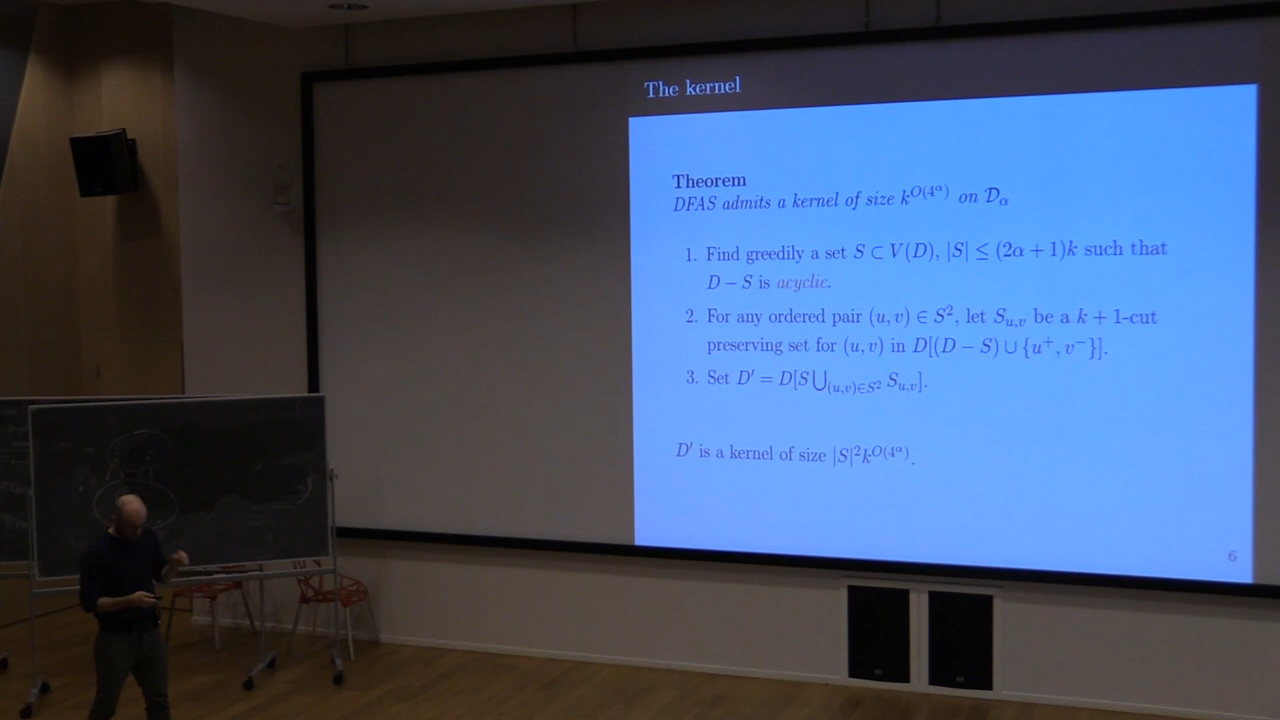 The kernel
Theorem
DFAS admits a kernel of size k^{O(4^α)} on 𝒟_α
1. Find greedily a set S ⊂ V(D), |S| ≤ (2α + 1)k such that
D − S is acyclic.
2. For any ordered pair (u, v) ∈ S², let S_{u,v} be a k + 1-cut
preserving set for (u, v) in D[(D − S) ∪ {u⁺, v⁻}].
3. Set D′ = D[S ⋃_{(u,v)∈S²} S_{u,v}].
D′ is a kernel of size |S|²k^{O(4^α)}.
6